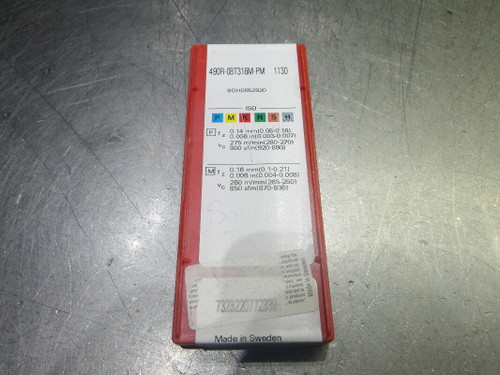 490R-08T316M-PM 1130
ISO
P M K N S H
P fz 0.14 mm(0.08-0.18)
0.006 in(0.003-0.007)
vc 275 m/min(280-270)
900 sfm(920-890)
M fz 0.16 mm(0.1-0.21)
0.006 in(0.004-0.008)
vc 260 m/min(265-250)
850 sfm(870-830)
Made in Sweden